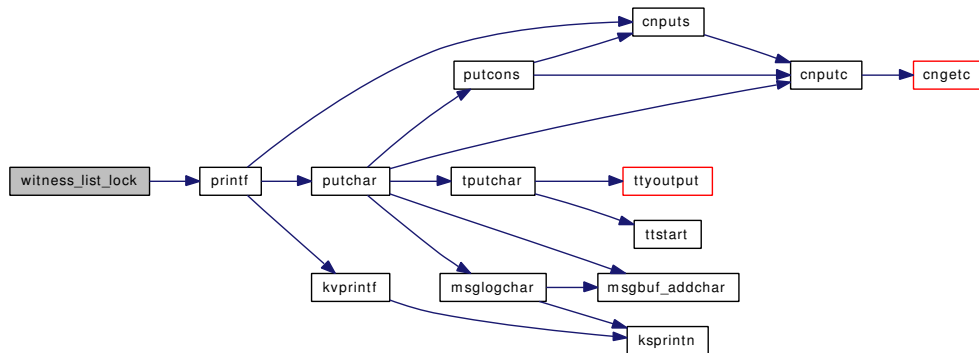 cnputs
putcons
cnputc
cngetc
witness_list_lock
printf
putchar
tputchar
ttyoutput
ttstart
kvprintf
msglogchar
msgbuf_addchar
ksprintn